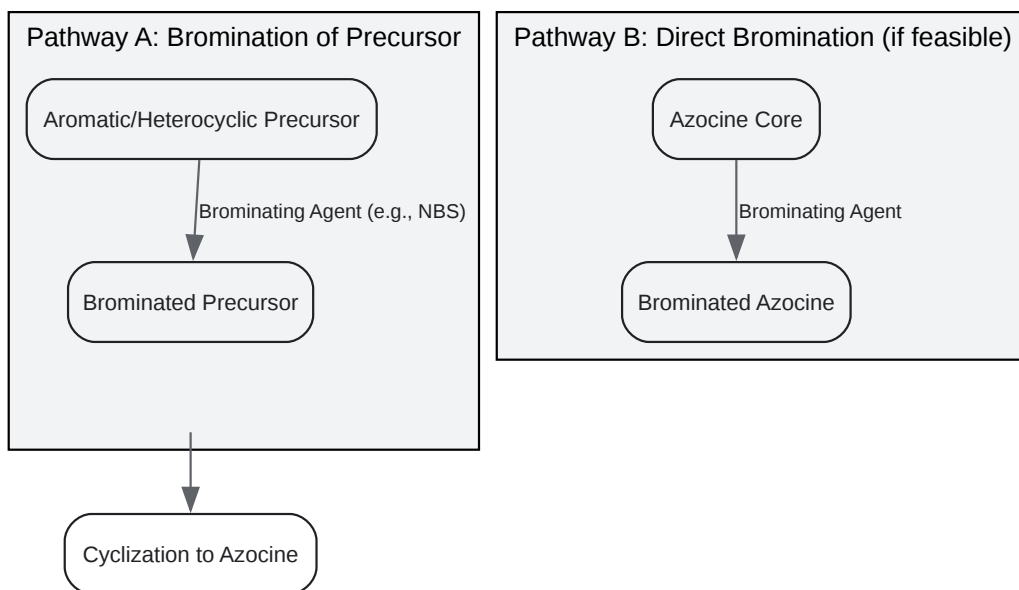 Pathway A: Bromination of Precursor
Aromatic/Heterocyclic Precursor
Brominating Agent (e.g., NBS)
Brominated Precursor
Cyclization to Azocine
Pathway B: Direct Bromination (if feasible)
Azocine Core
Brominating Agent
Brominated Azocine